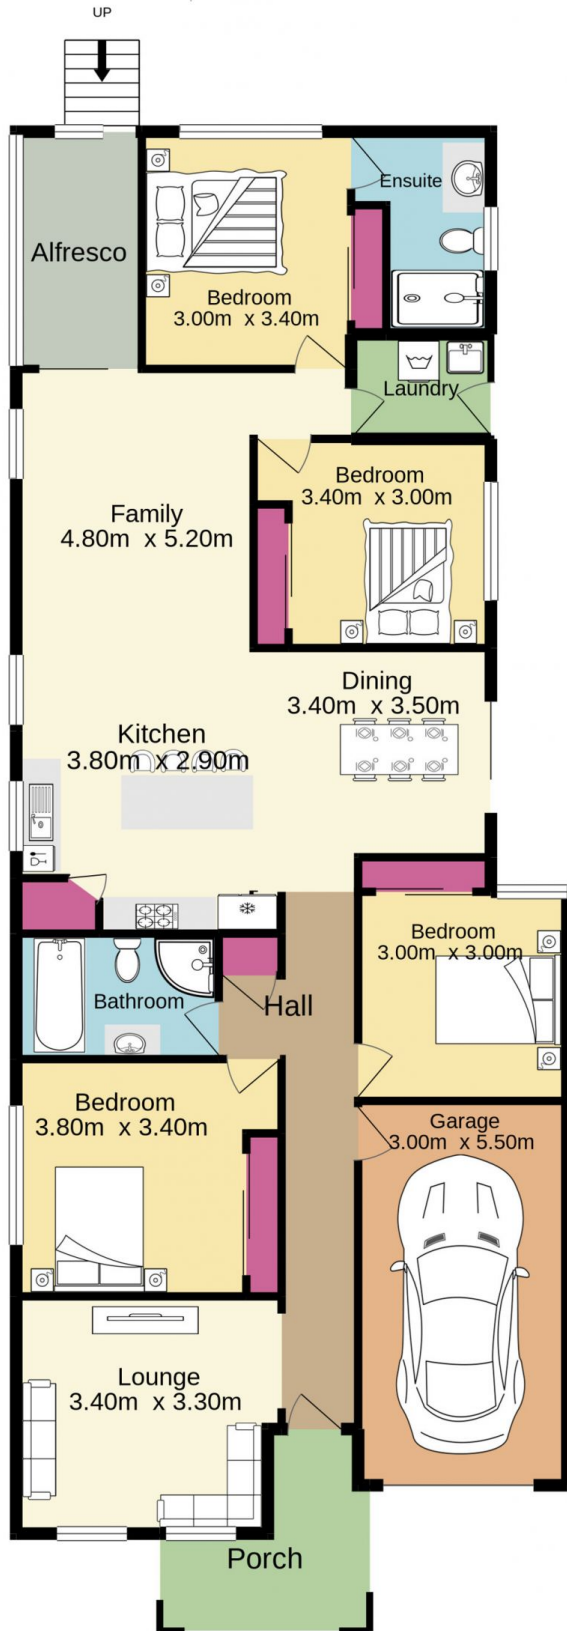 UP
Alfresco
Ensuite
Bedroom
3.00m x 3.40m
Laundry
Bedroom
3.40m x 3.00m
Family
4.80m x 5.20m
Dining
3.40m x 3.50m
Kitchen
3.80m x 2.90m
Bedroom
3.00m x 3.00m
Bathroom
Hall
Bedroom
3.80m x 3.40m
Garage
3.00m x 5.50m
Lounge
3.40m x 3.30m
Porch